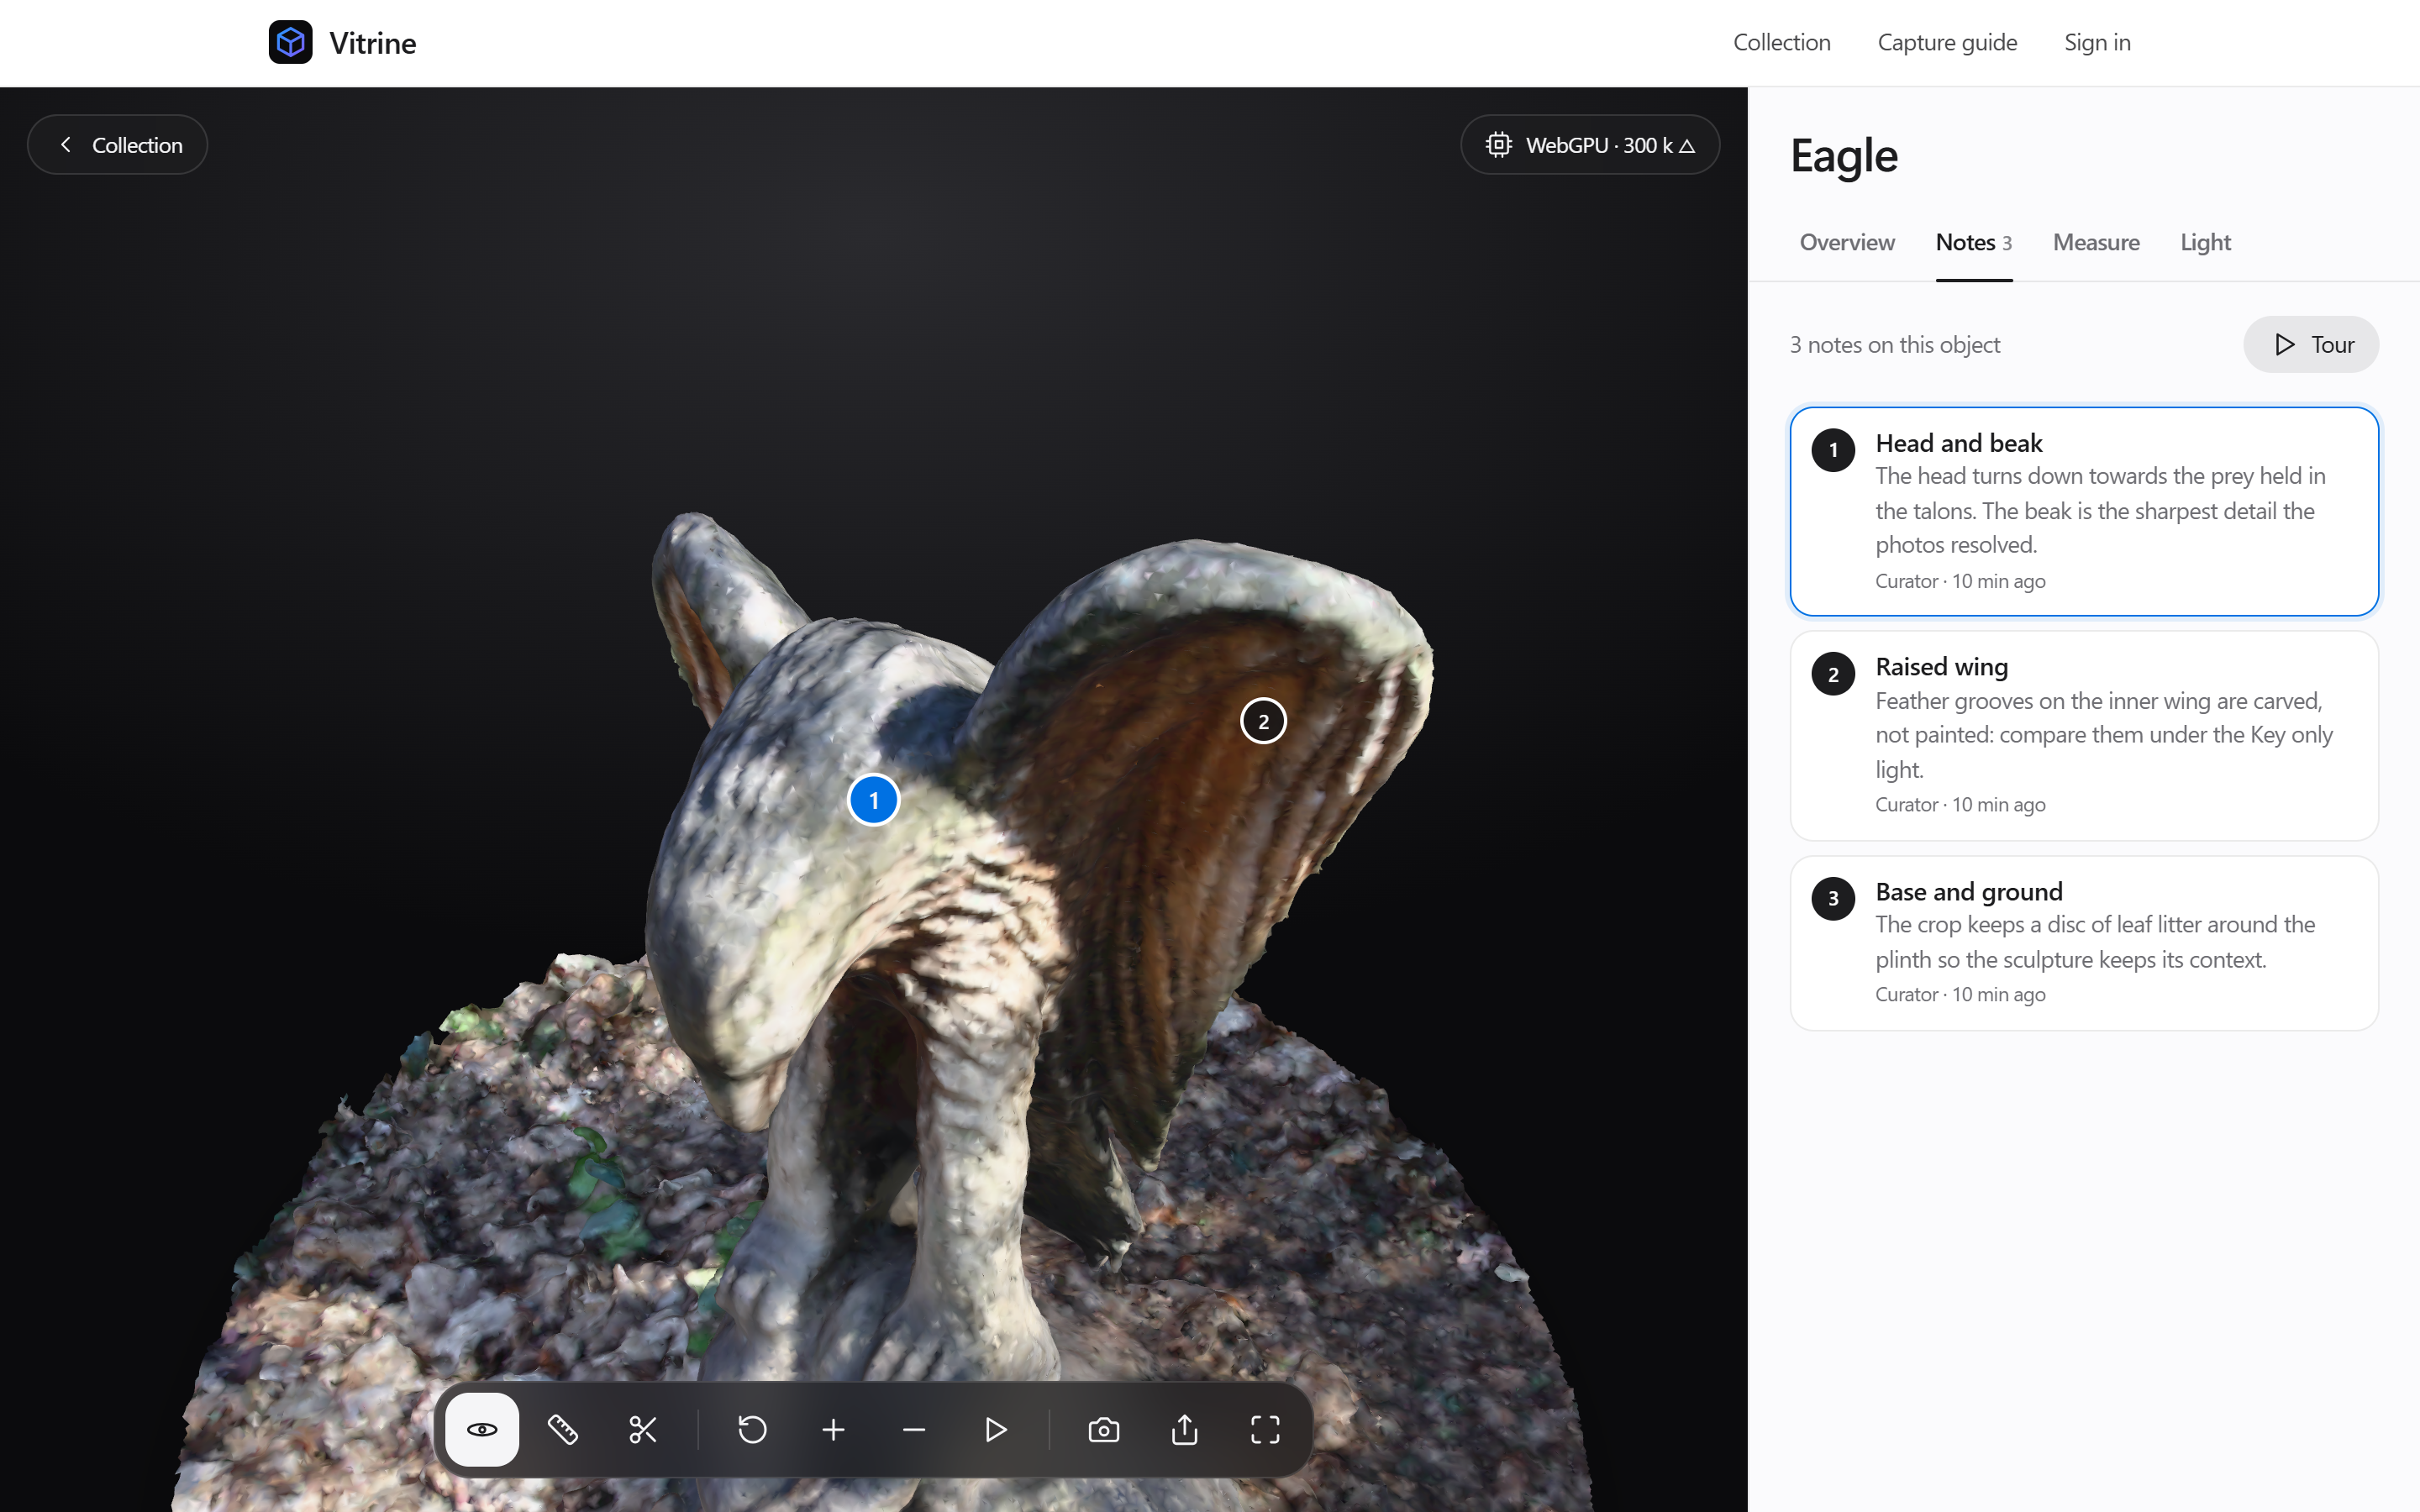 Vitrine
Collection
Capture guide
Sign in
Collection
WebGPU · 300 k △
Eagle
Overview
Notes 3
Measure
Light
3 notes on this object
Tour
1
Head and beak
The head turns down towards the prey held in
the talons. The beak is the sharpest detail the
photos resolved.
Curator · 10 min ago
2
Raised wing
Feather grooves on the inner wing are carved,
not painted: compare them under the Key only
light.
Curator · 10 min ago
3
Base and ground
The crop keeps a disc of leaf litter around the
plinth so the sculpture keeps its context.
Curator · 10 min ago
2
1